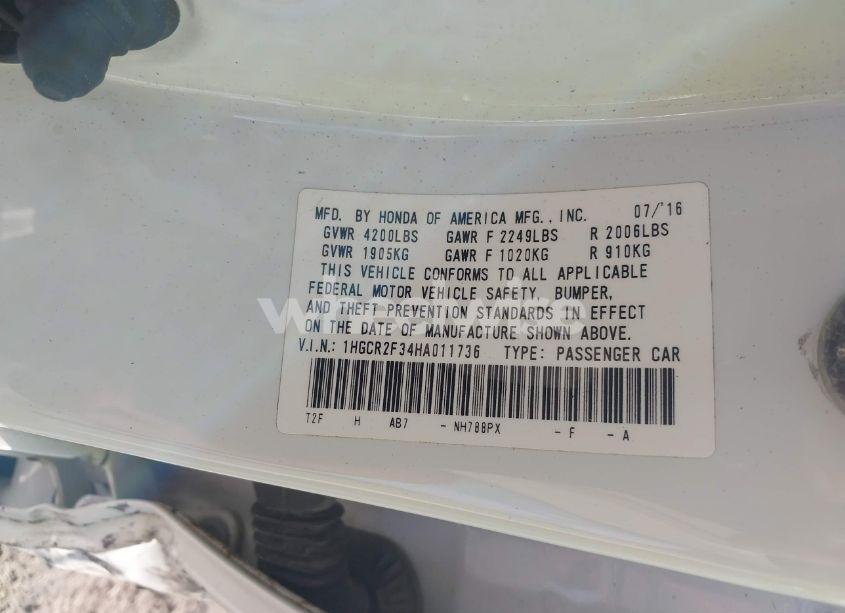 MFD. BY HONDA OF AMERICA MFG., INC. 07/'16
GVWR 4200LBS GAWR F 2249LBS R 2006LBS
GVWR 1905KG GAWR F 1020KG R 910KG
THIS VEHICLE CONFORMS TO ALL APPLICABLE
FEDERAL MOTOR VEHICLE SAFETY, BUMPER,
AND THEFT PREVENTION STANDARDS IN EFFECT
ON THE DATE OF MANUFACTURE SHOWN ABOVE.
V.I.N.: 1HGCR2F34HA011736 TYPE: PASSENGER CAR
T2F H AB7 - NH788PX - F - A